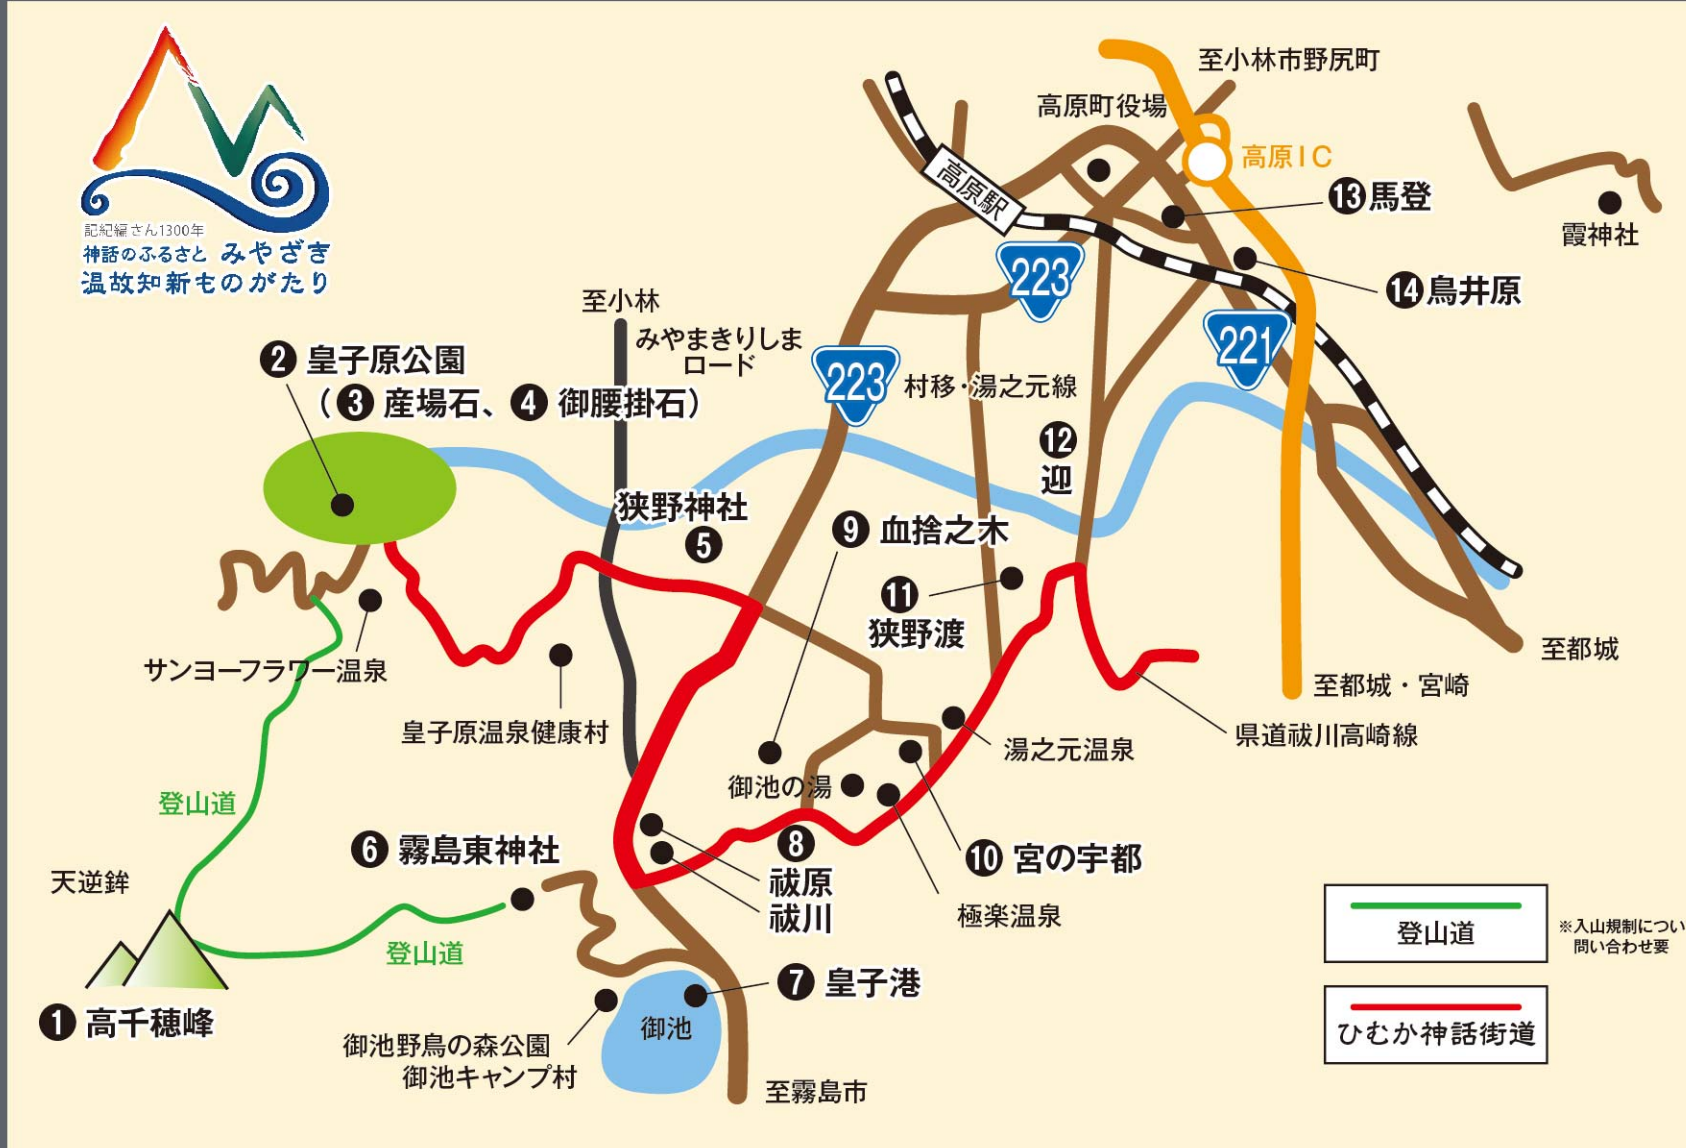 記紀編さん1300年
神話のふるさと みやざき
温故知新ものがたり
至小林市野尻町
高原町役場
高原IC
高原駅
⑬馬登
霞神社
⑭鳥井原
223
221
至小林
みやまきりしま
ロード
② 皇子原公園
(③ 産場石、④ 御腰掛石)
223
村移・湯之元線
⑫
迎
狭野神社
⑤
⑨ 血捨之木
⑪
狭野渡
サンヨーフラワー温泉
皇子原温泉健康村
至都城
至都城・宮崎
県道祓川高崎線
湯之元温泉
御池の湯
登山道
⑧
祓原
祓川
⑩ 宮の宇都
極楽温泉
⑥ 霧島東神社
天逆鉾
登山道
① 高千穂峰
⑦ 皇子港
御池
御池野鳥の森公園
御池キャンプ村
至霧島市
登山道
※入山規制につい
問い合わせ要
ひむか神話街道